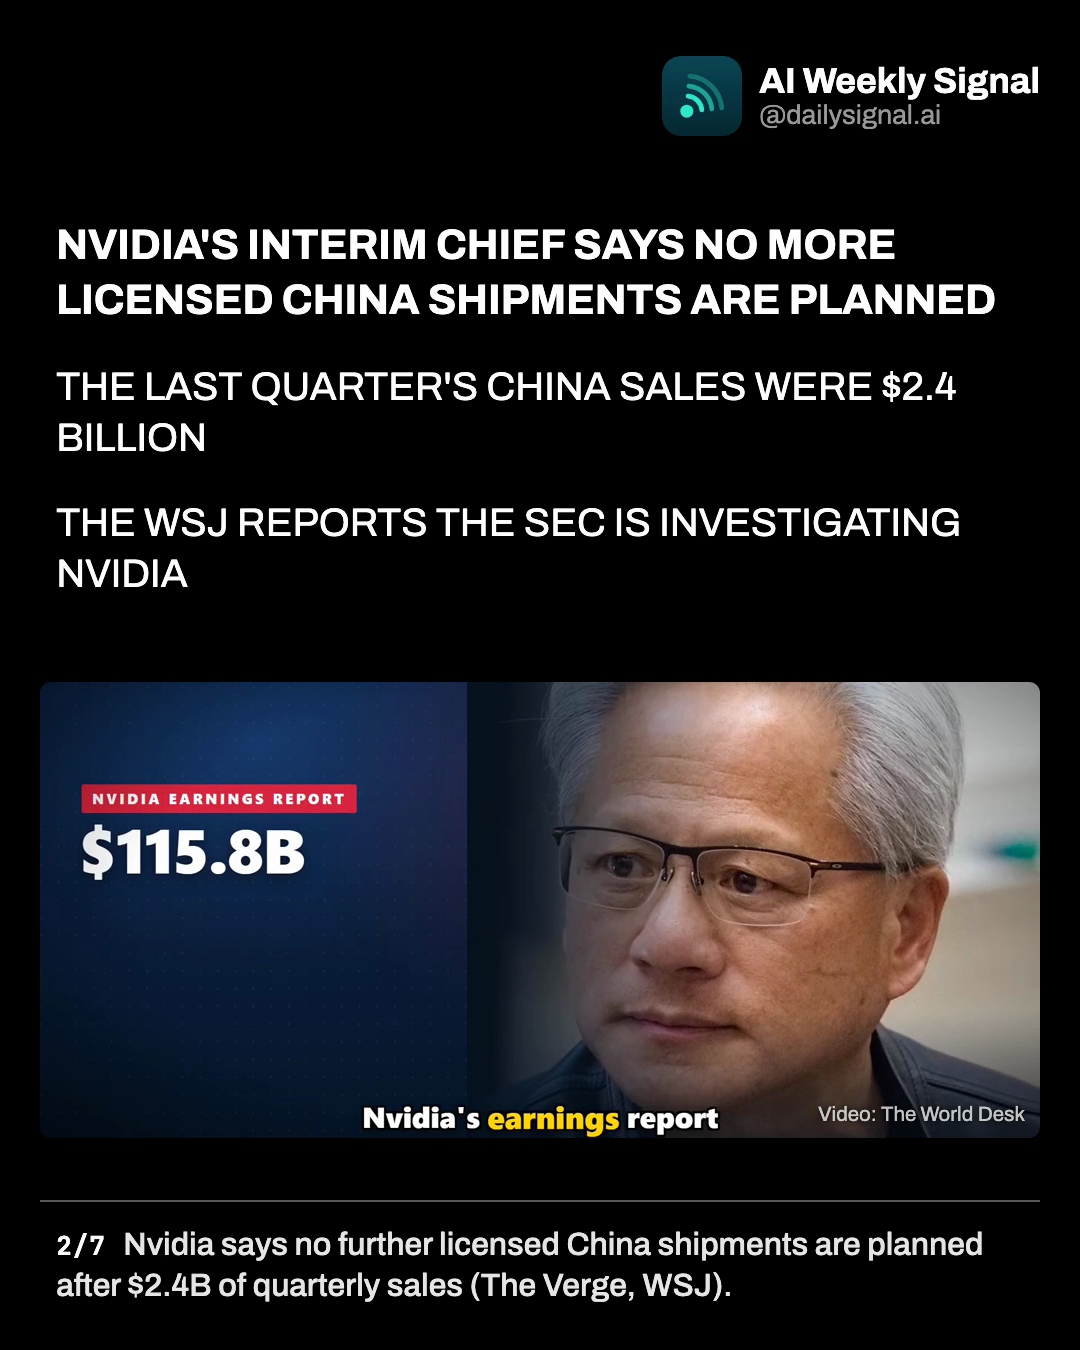 AI Weekly Signal
@dailysignal.ai
NVIDIA'S INTERIM CHIEF SAYS NO MORE
LICENSED CHINA SHIPMENTS ARE PLANNED
THE LAST QUARTER'S CHINA SALES WERE $2.4
BILLION
THE WSJ REPORTS THE SEC IS INVESTIGATING
NVIDIA
NVIDIA EARNINGS REPORT
$115.8B
Nvidia's earnings report
Video: The World Desk
2/7 Nvidia says no further licensed China shipments are planned
after $2.4B of quarterly sales (The Verge, WSJ).